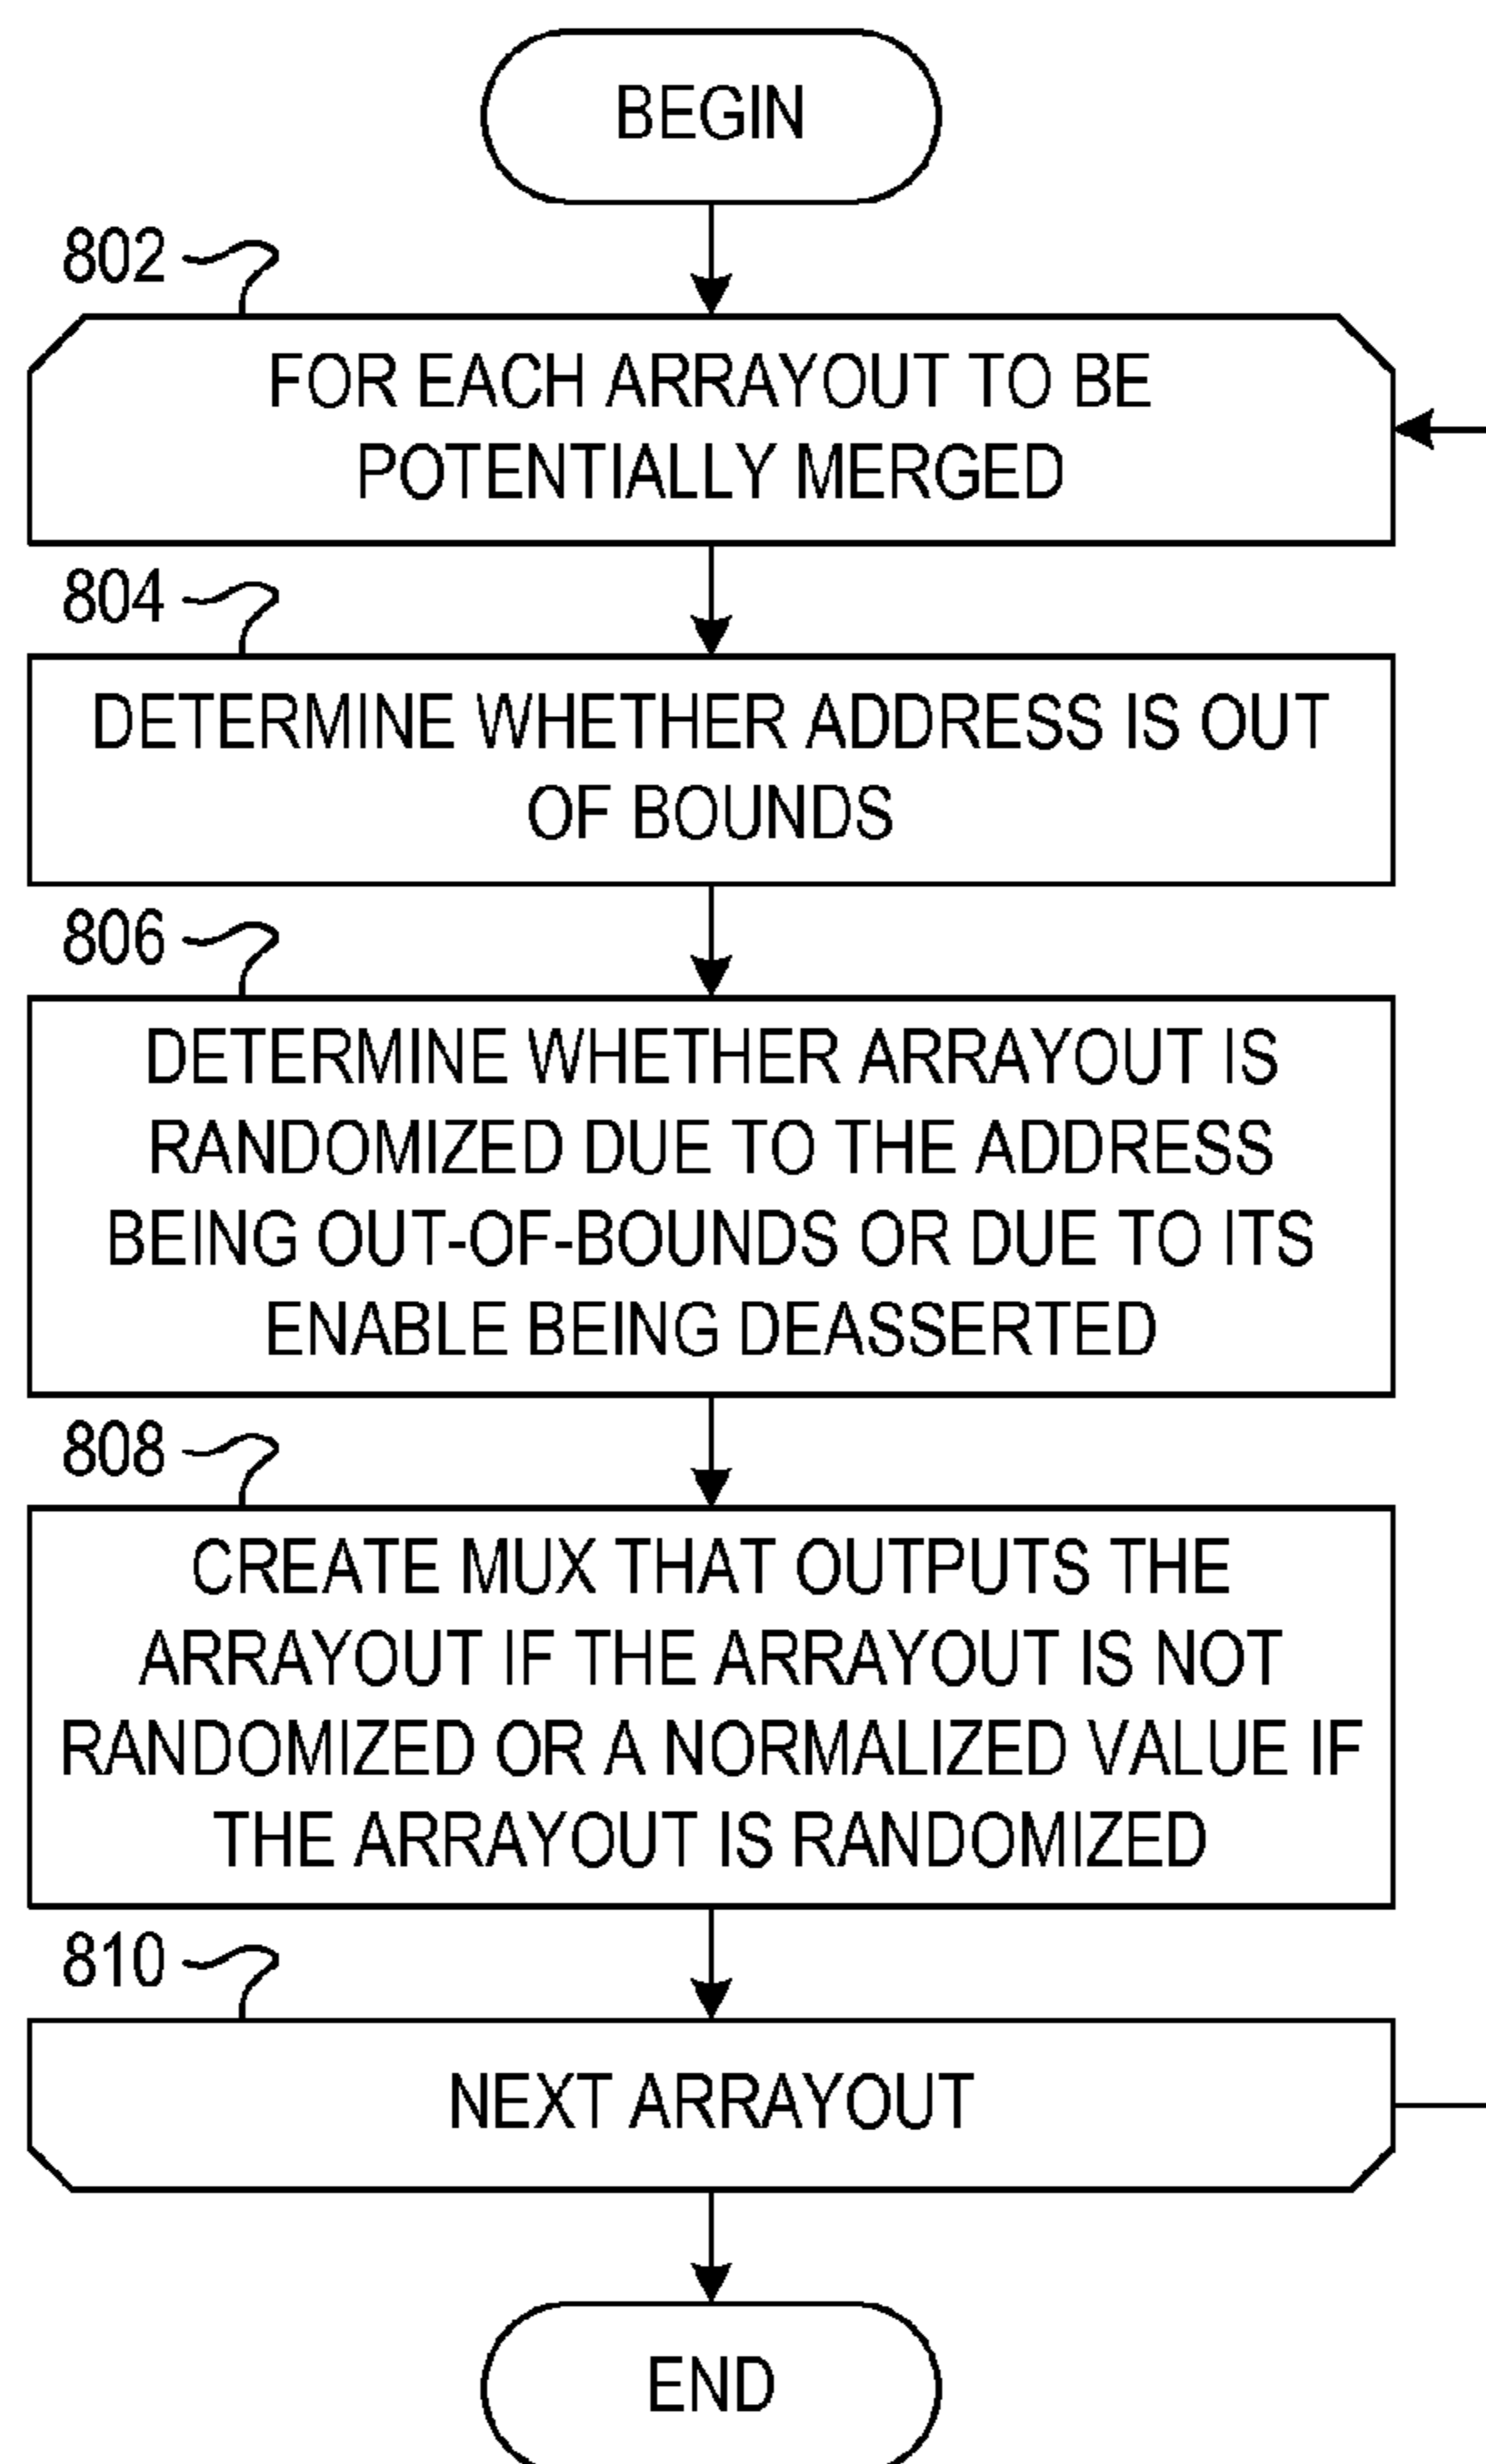 BEGIN
802
FOR EACH ARRAYOUT TO BE
POTENTIALLY MERGED
804
DETERMINE WHETHER ADDRESS IS OUT
OF BOUNDS
806
DETERMINE WHETHER ARRAYOUT IS
RANDOMIZED DUE TO THE ADDRESS
BEING OUT-OF-BOUNDS OR DUE TO ITS
ENABLE BEING DEASSERTED
808
CREATE MUX THAT OUTPUTS THE
ARRAYOUT IF THE ARRAYOUT IS NOT
RANDOMIZED OR A NORMALIZED VALUE IF
THE ARRAYOUT IS RANDOMIZED
810
NEXT ARRAYOUT
END